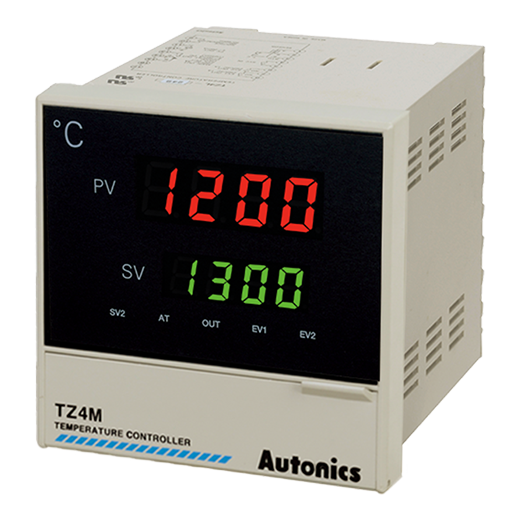 °C
PV 1200
SV 1300
SV2 AT OUT EV1 EV2
TZ4M
TEMPERATURE CONTROLLER
Autonics